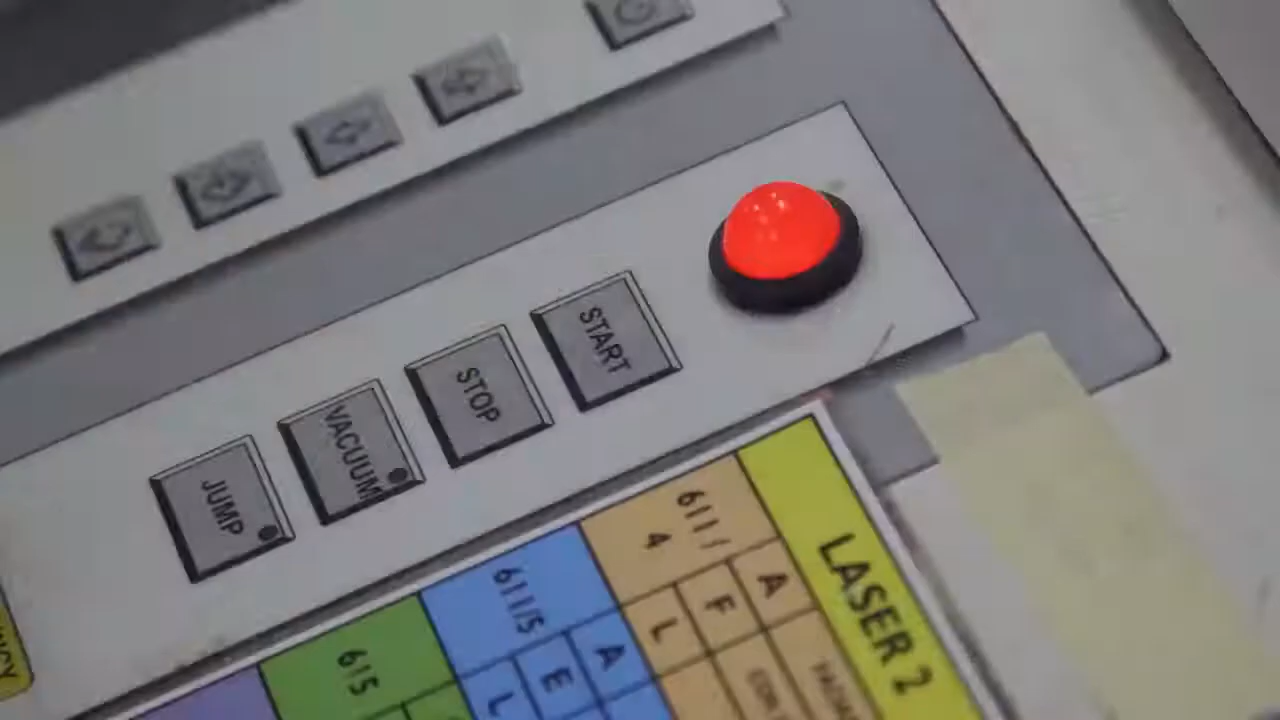 START
STOP
VACUUM
JUMP
LASER 2
611/
4
A
F
L
611/5
A
E
L
615